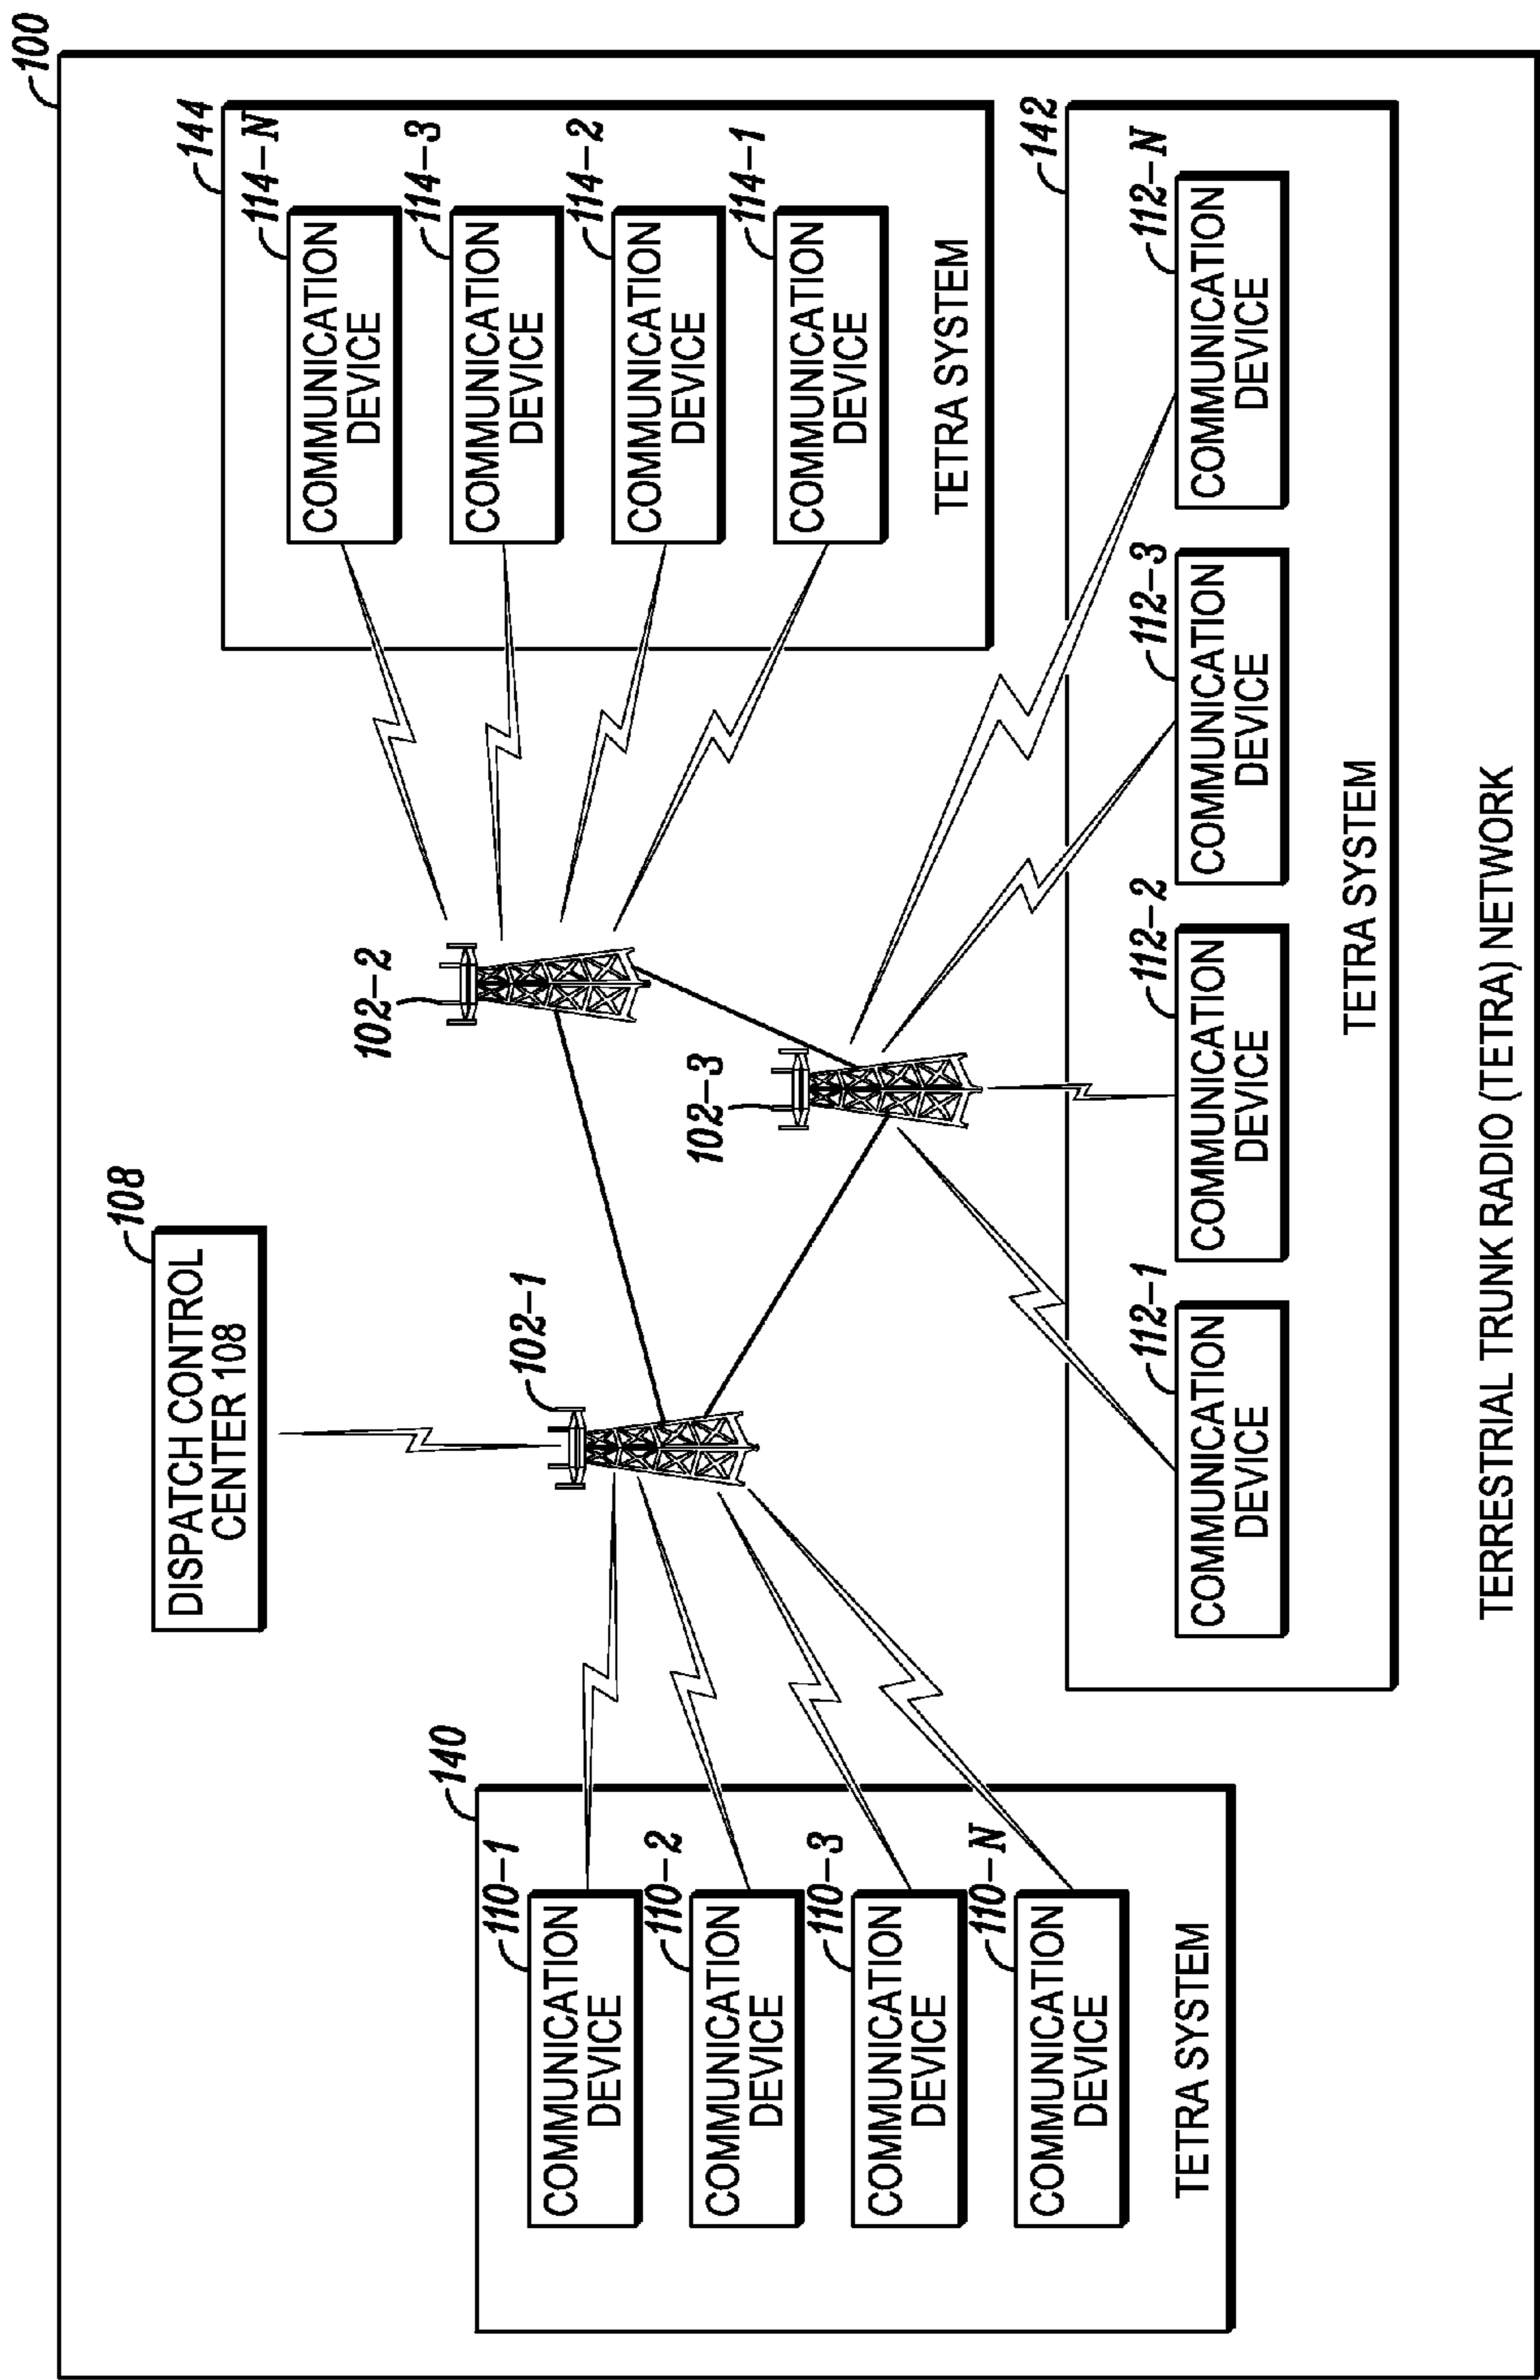 100
DISPATCH CONTROL
CENTER 108
108
144
114-N
COMMUNICATION
DEVICE
114-3
COMMUNICATION
DEVICE
114-2
COMMUNICATION
DEVICE
114-1
COMMUNICATION
DEVICE
TETRA SYSTEM
102-1
102-2
102-3
140
110-1
COMMUNICATION
DEVICE
110-2
COMMUNICATION
DEVICE
110-3
COMMUNICATION
DEVICE
110-N
COMMUNICATION
DEVICE
TETRA SYSTEM
142
112-1
COMMUNICATION
DEVICE
112-2
COMMUNICATION
DEVICE
112-3
COMMUNICATION
DEVICE
112-N
COMMUNICATION
DEVICE
TETRA SYSTEM
TERRESTRIAL TRUNK RADIO (TETRA) NETWORK